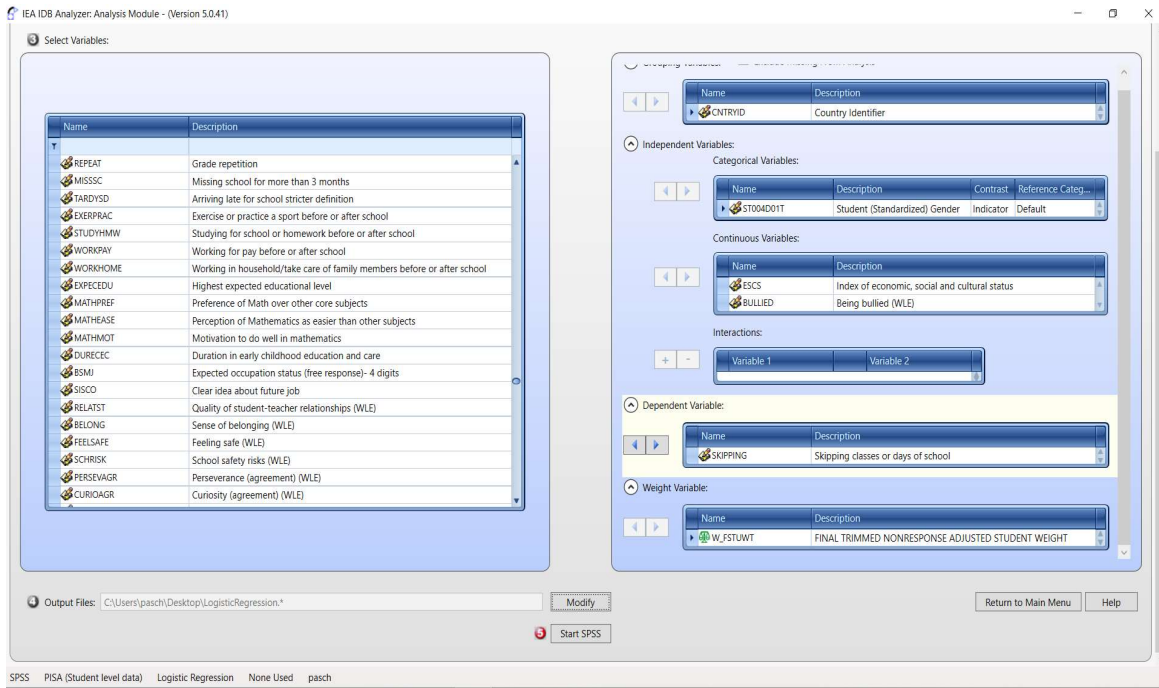 IEA IDB Analyzer: Analysis Module - (Version 5.0.41)
3 Select Variables:
Name Description
REPEAT Grade repetition
MISSSC Missing school for more than 3 months
TARDYSD Arriving late for school stricter definition
EXERPRAC Exercise or practice a sport before or after school
STUDYHMW Studying for school or homework before or after school
WORKPAY Working for pay before or after school
WORKHOME Working in household/take care of family members before or after school
EXPECEDU Highest expected educational level
MATHPREF Preference of Math over other core subjects
MATHEASE Perception of Mathematics as easier than other subjects
MATHMOT Motivation to do well in mathematics
DURECEC Duration in early childhood education and care
BSMJ Expected occupation status (free response)- 4 digits
SISCO Clear idea about future job
RELATST Quality of student-teacher relationships (WLE)
BELONG Sense of belonging (WLE)
FEELSAFE Feeling safe (WLE)
SCHRISK School safety risks (WLE)
PERSEVAGR Perseverance (agreement) (WLE)
CURIOAGR Curiosity (agreement) (WLE)
Name Description
CNTRYID Country Identifier
Independent Variables:
Categorical Variables:
Name Description Contrast Reference Categ...
ST004D01T Student (Standardized) Gender Indicator Default
Continuous Variables:
Name Description
ESCS Index of economic, social and cultural status
BULLIED Being bullied (WLE)
Interactions:
+ -
Variable 1 Variable 2
Dependent Variable:
Name Description
SKIPPING Skipping classes or days of school
Weight Variable:
Name Description
W_FSTUWT FINAL TRIMMED NONRESPONSE ADJUSTED STUDENT WEIGHT
4 Output Files: C:\Users\pasch\Desktop\LogisticRegression.* Modify
Return to Main Menu Help
5 Start SPSS
SPSS PISA (Student level data) Logistic Regression None Used pasch